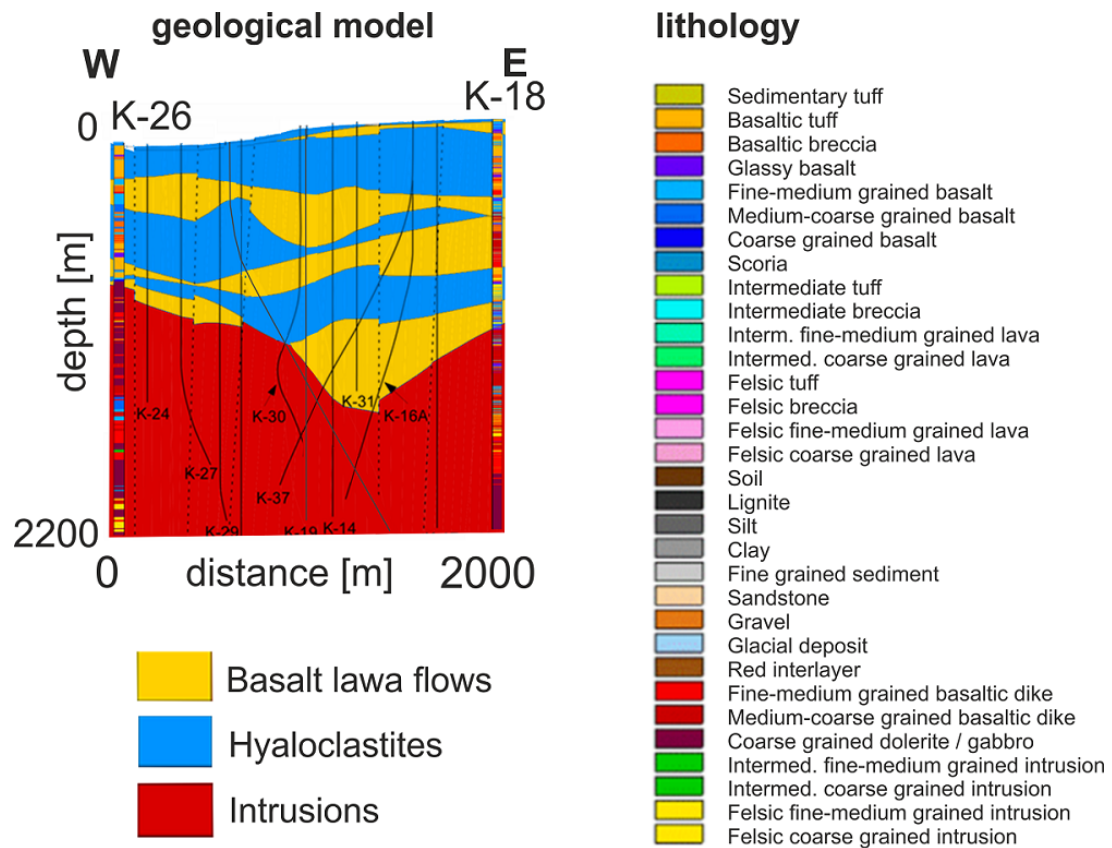 geological model
W
E
K-26
K-18
0
depth [m]
2200
0
distance [m]
2000
K-24
K-30
K-31
K-16A
K-27
K-37
K-29
K-19
K-14
Basalt lawa flows
Hyaloclastites
Intrusions
lithology
Sedimentary tuff
Basaltic tuff
Basaltic breccia
Glassy basalt
Fine-medium grained basalt
Medium-coarse grained basalt
Coarse grained basalt
Scoria
Intermediate tuff
Intermediate breccia
Interm. fine-medium grained lava
Intermed. coarse grained lava
Felsic tuff
Felsic breccia
Felsic fine-medium grained lava
Felsic coarse grained lava
Soil
Lignite
Silt
Clay
Fine grained sediment
Sandstone
Gravel
Glacial deposit
Red interlayer
Fine-medium grained basaltic dike
Medium-coarse grained basaltic dike
Coarse grained dolerite / gabbro
Intermed. fine-medium grained intrusion
Intermed. coarse grained intrusion
Felsic fine-medium grained intrusion
Felsic coarse grained intrusion